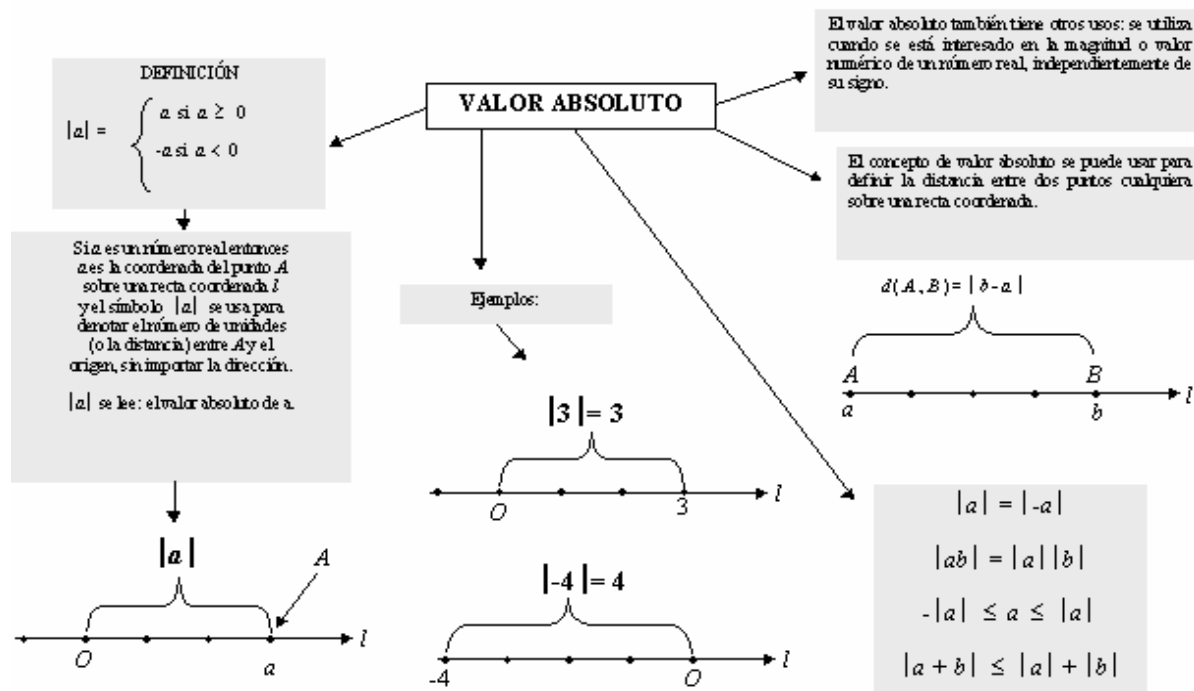 VALOR ABSOLUTO
DEFINICIÓN
|a| =
a si a ≥ 0
-a si a < 0
Si a es un número real entonces
a es la coordenada del punto A
sobre una recta coordenada l
y el símbolo |a| se usa para
denotar el número de unidades
(o la distancia) entre A y el
origen, sin importar la dirección.
|a| se lee: el valor absoluto de a.
|a|
A
O
a
l
Ejemplos:
|3|= 3
O
3
l
|-4|= 4
-4
O
l
El valor absoluto también tiene otros usos: se utiliza
cuando se está interesado en la magnitud o valor
numérico de un número real, independientemente de
su signo.
El concepto de valor absoluto se puede usar para
definir la distancia entre dos puntos cualquiera
sobre una recta coordenada.
d(A,B)=|b-a|
A
B
a
b
l
|a| = |-a|
|ab| = |a||b|
-|a| ≤ a ≤ |a|
|a + b| ≤ |a| + |b|